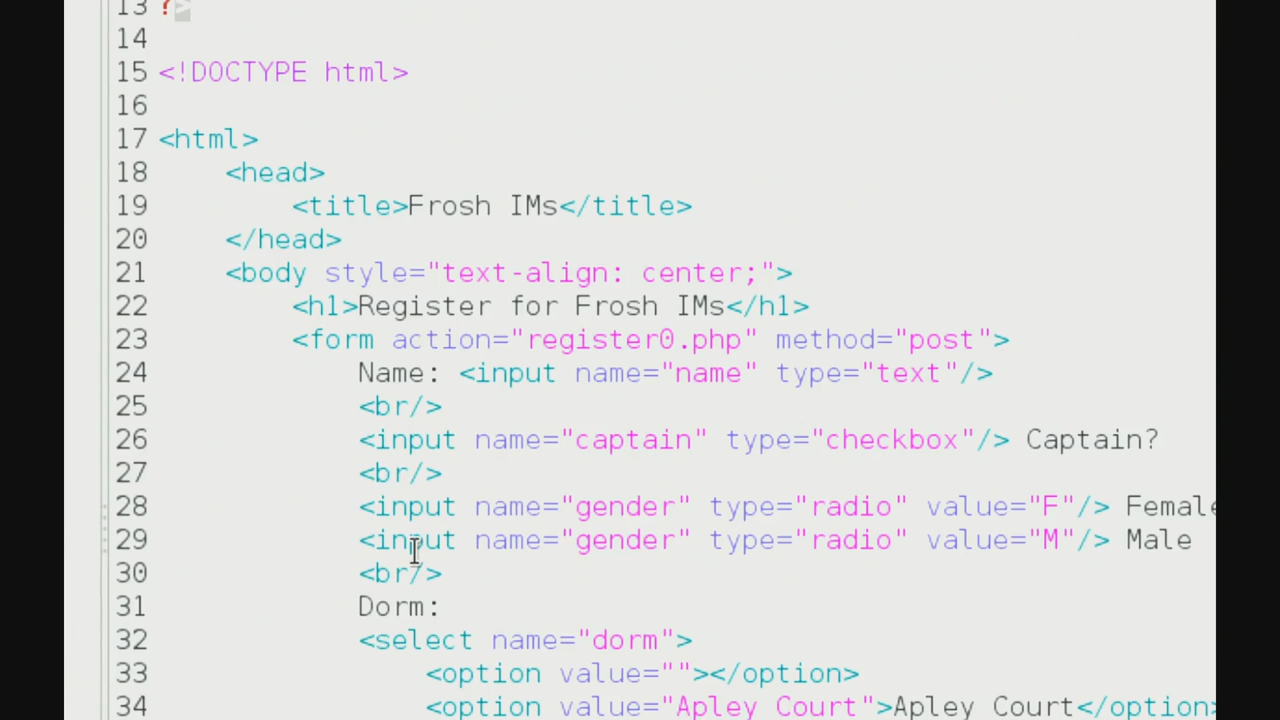 13 ?>
14
15 <!DOCTYPE html>
16
17 <html>
18     <head>
19         <title>Frosh IMs</title>
20     </head>
21     <body style="text-align: center;">
22         <h1>Register for Frosh IMs</h1>
23         <form action="register0.php" method="post">
24             Name: <input name="name" type="text"/>
25             <br/>
26             <input name="captain" type="checkbox"/> Captain?
27             <br/>
28             <input name="gender" type="radio" value="F"/> Female
29             <input name="gender" type="radio" value="M"/> Male
30             <br/>
31             Dorm:
32             <select name="dorm">
33                 <option value=""></option>
34                 <option value="Apley Court">Apley Court</option>